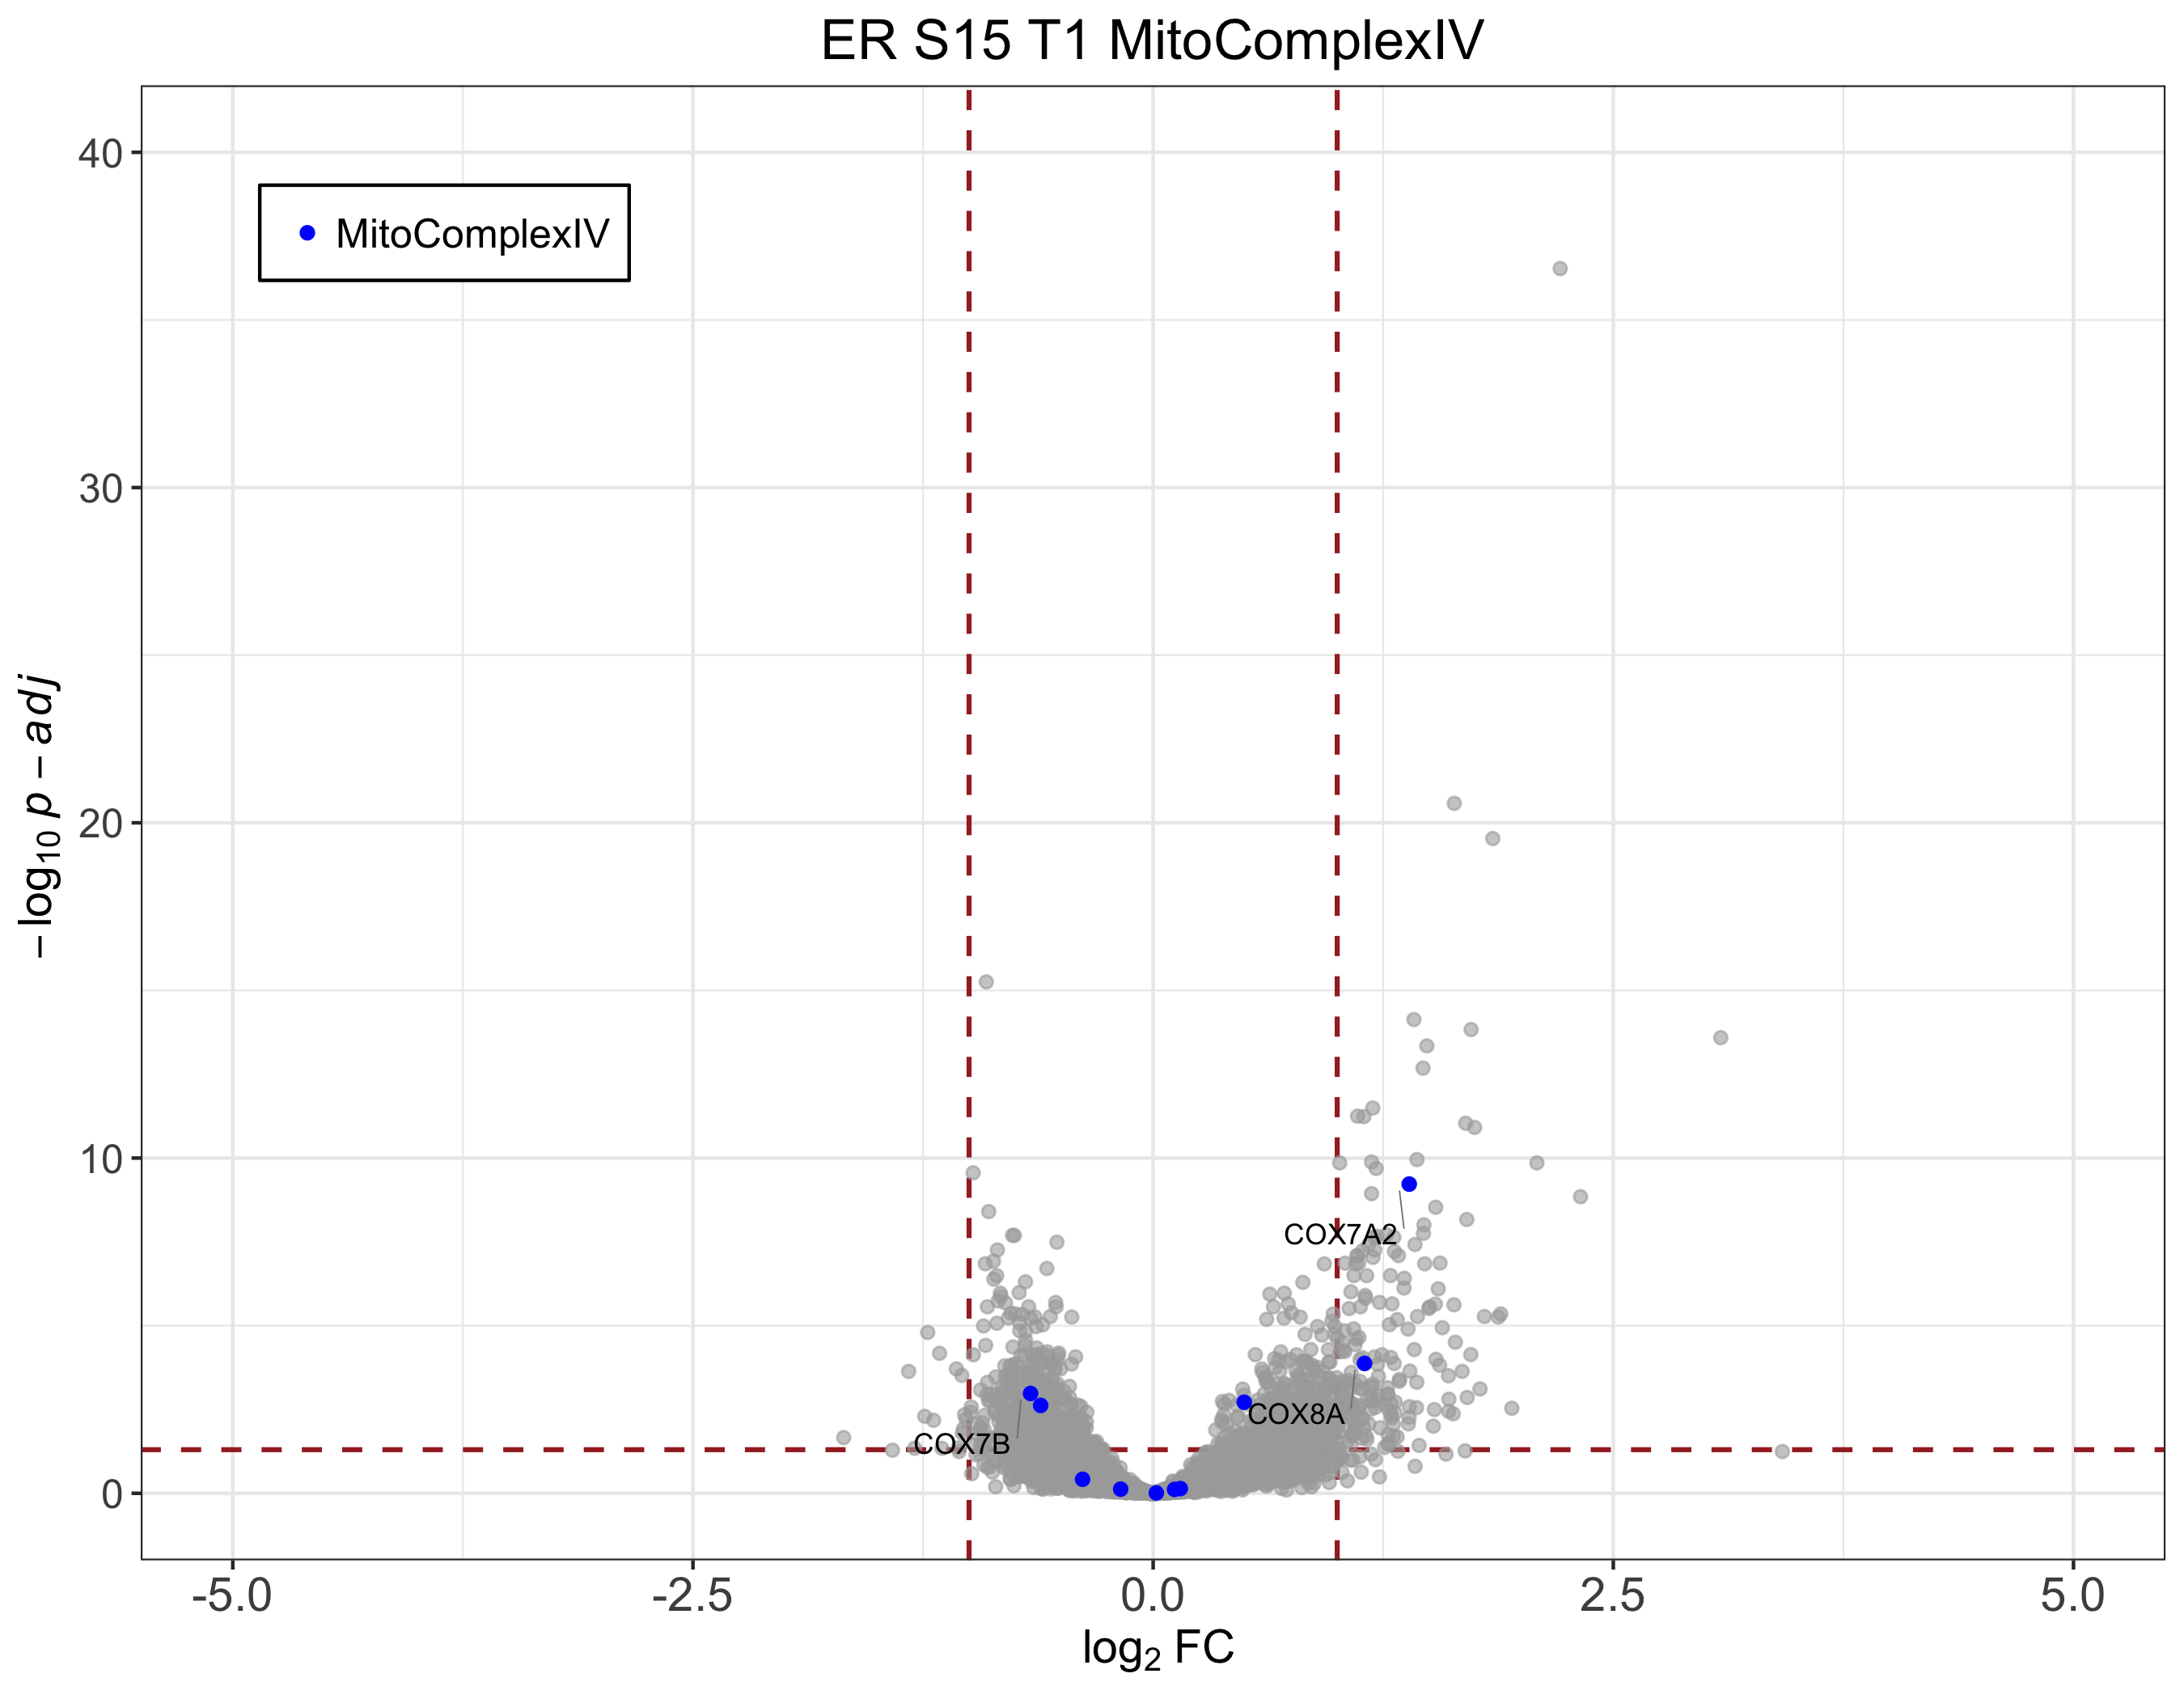 ER S15 T1 MitoComplexIV
40
MitoComplexIV
30
20
10
0
−log10 p − adj
COX7A2
COX8A
COX7B
-5.0 -2.5 0.0 2.5 5.0
log2 FC